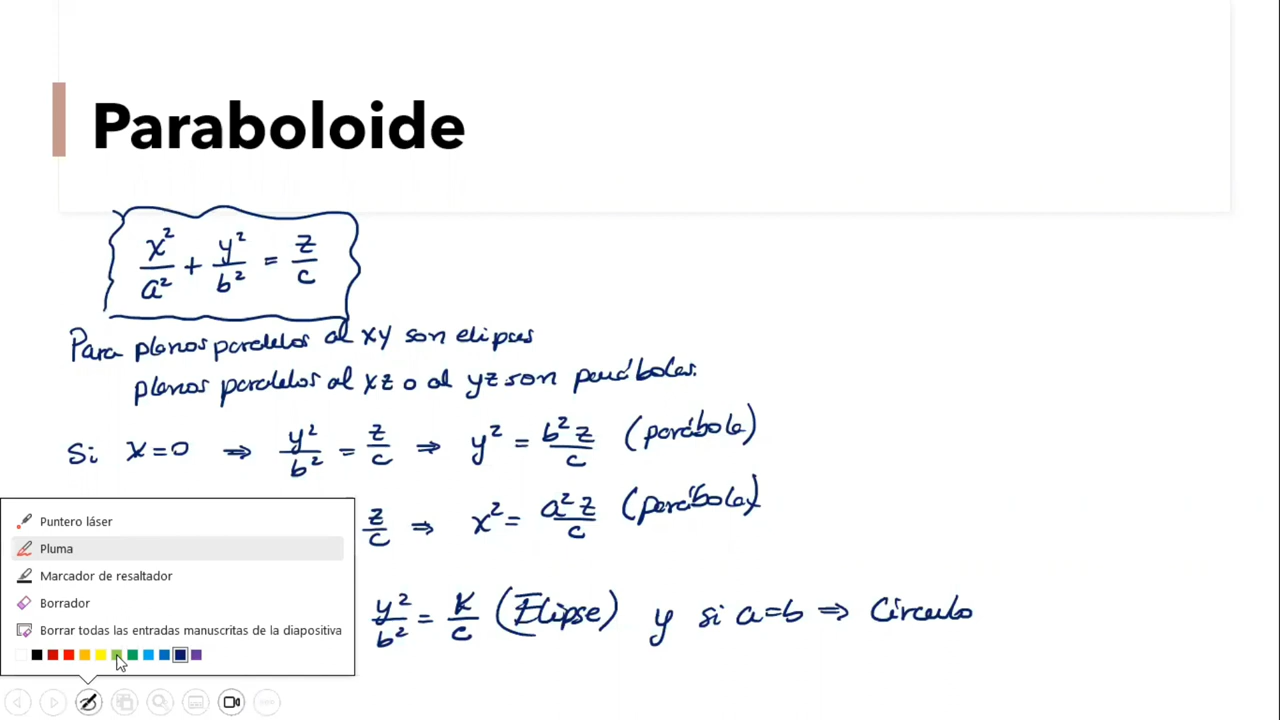 Paraboloide
x²/a² + y²/b² = z/c
Para planos paralelos al xy son elipses
planos paralelos al xz o al yz son parábolas.
Si x=0 ⇒ y²/b² = z/c ⇒ y² = b²z/c (parábola)
z/c ⇒ x² = a²z/c (parábola)
y²/b² = K/c (Elipse) y si a=b ⇒ Círculo
Puntero láser
Pluma
Marcador de resaltador
Borrador
Borrar todas las entradas manuscritas de la diapositiva